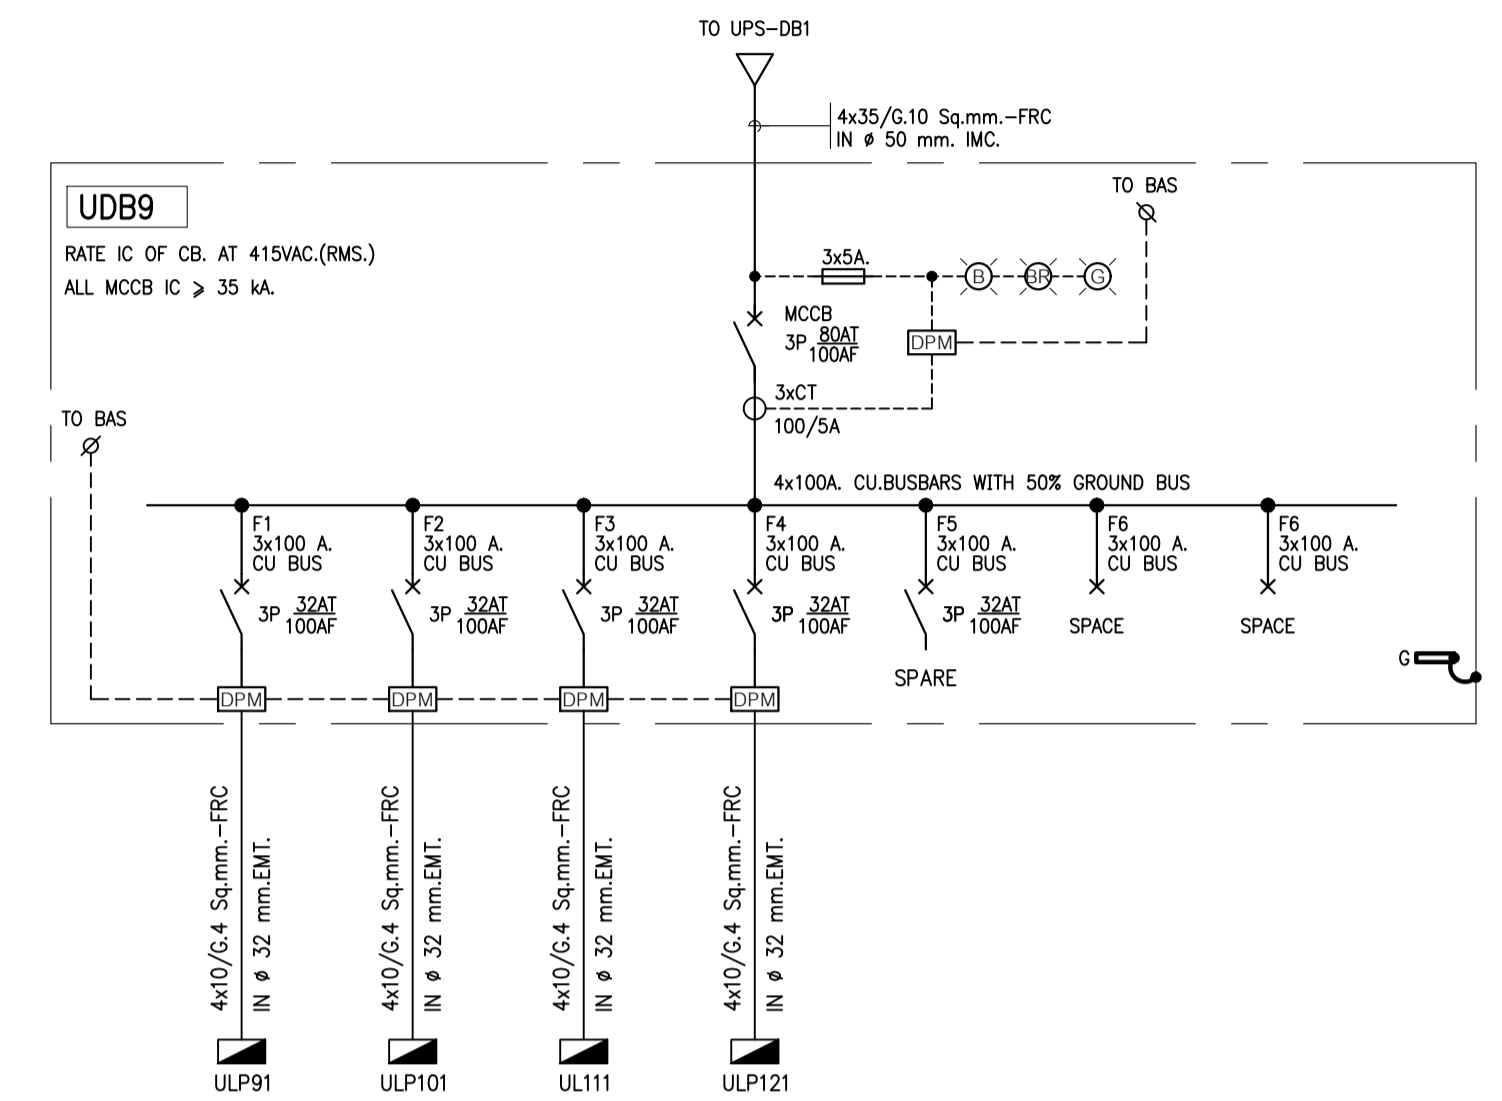 TO UPS-DB1
4x35/G.10 Sq.mm.-FRC
IN ø 50 mm. IMC.
UDB9
RATE IC OF CB. AT 415VAC.(RMS.)
ALL MCCB IC ⩾ 35 kA.
TO BAS
3x5A.
B
BR
G
MCCB
3P 80AT
100AF
DPM
3xCT
100/5A
TO BAS
4x100A. CU.BUSBARS WITH 50% GROUND BUS
F1
3x100 A.
CU BUS
3P 32AT
100AF
F2
3x100 A.
CU BUS
3P 32AT
100AF
F3
3x100 A.
CU BUS
3P 32AT
100AF
F4
3x100 A.
CU BUS
3P 32AT
100AF
F5
3x100 A.
CU BUS
3P 32AT
100AF
SPARE
F6
3x100 A.
CU BUS
SPACE
F6
3x100 A.
CU BUS
SPACE
G
DPM
DPM
DPM
DPM
4x10/G.4 Sq.mm.-FRC
IN ø 32 mm.EMT.
4x10/G.4 Sq.mm.-FRC
IN ø 32 mm.EMT.
4x10/G.4 Sq.mm.-FRC
IN ø 32 mm.EMT.
4x10/G.4 Sq.mm.-FRC
IN ø 32 mm.EMT.
ULP91
ULP101
UL111
ULP121